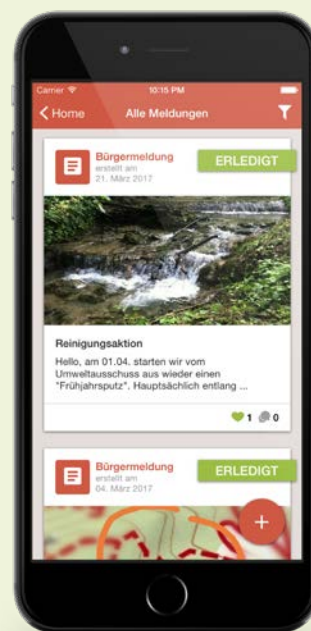 Carrier 10:15 PM
Home Alle Meldungen
Bürgermeldung ERLEDIGT
erstellt am
21. März 2017
Reinigungsaktion
Hello, am 01.04. starten wir vom
Umweltausschuss aus wieder einen
"Frühjahrsputz". Hauptsächlich entlang ...
1 0
Bürgermeldung ERLEDIGT
erstellt am
04. März 2017
+